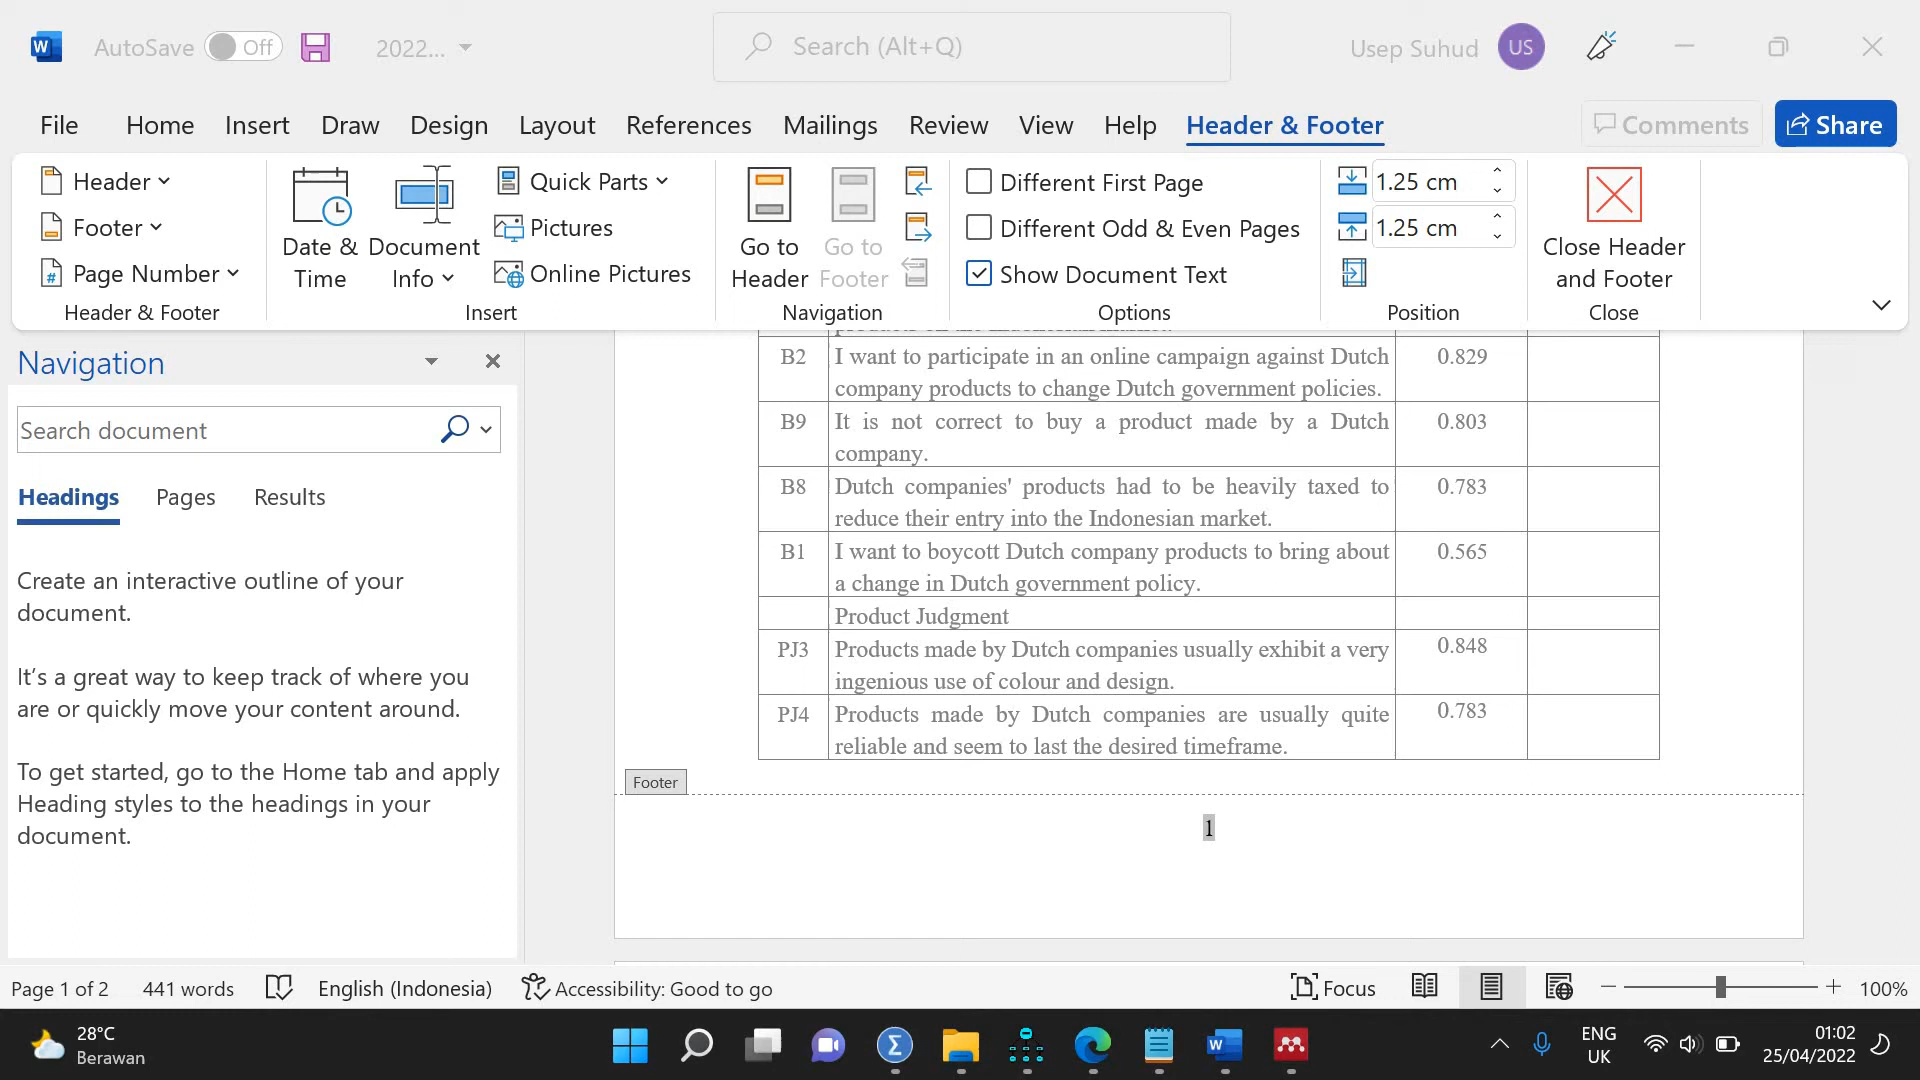 AutoSave Off 2022... Search (Alt+Q) Usep Suhud US
File Home Insert Draw Design Layout References Mailings Review View Help Header & Footer Comments Share
Header
Footer
Page Number
Header & Footer
Date & Time
Document Info
Quick Parts
Pictures
Online Pictures
Insert
Go to Header
Go to Footer
Navigation
Different First Page
Different Odd & Even Pages
Show Document Text
Options
1.25 cm
1.25 cm
Position
Close Header and Footer
Close
Navigation
Search document
Headings Pages Results
Create an interactive outline of your
document.
It's a great way to keep track of where you
are or quickly move your content around.
To get started, go to the Home tab and apply
Heading styles to the headings in your
document.
B2 I want to participate in an online campaign against Dutch 0.829
company products to change Dutch government policies.
B9 It is not correct to buy a product made by a Dutch 0.803
company.
B8 Dutch companies' products had to be heavily taxed to 0.783
reduce their entry into the Indonesian market.
B1 I want to boycott Dutch company products to bring about 0.565
a change in Dutch government policy.
Product Judgment
PJ3 Products made by Dutch companies usually exhibit a very 0.848
ingenious use of colour and design.
PJ4 Products made by Dutch companies are usually quite 0.783
reliable and seem to last the desired timeframe.
Footer
1
Page 1 of 2 441 words English (Indonesia) Accessibility: Good to go Focus 100%
28°C
Berawan
ENG
UK
01:02
25/04/2022